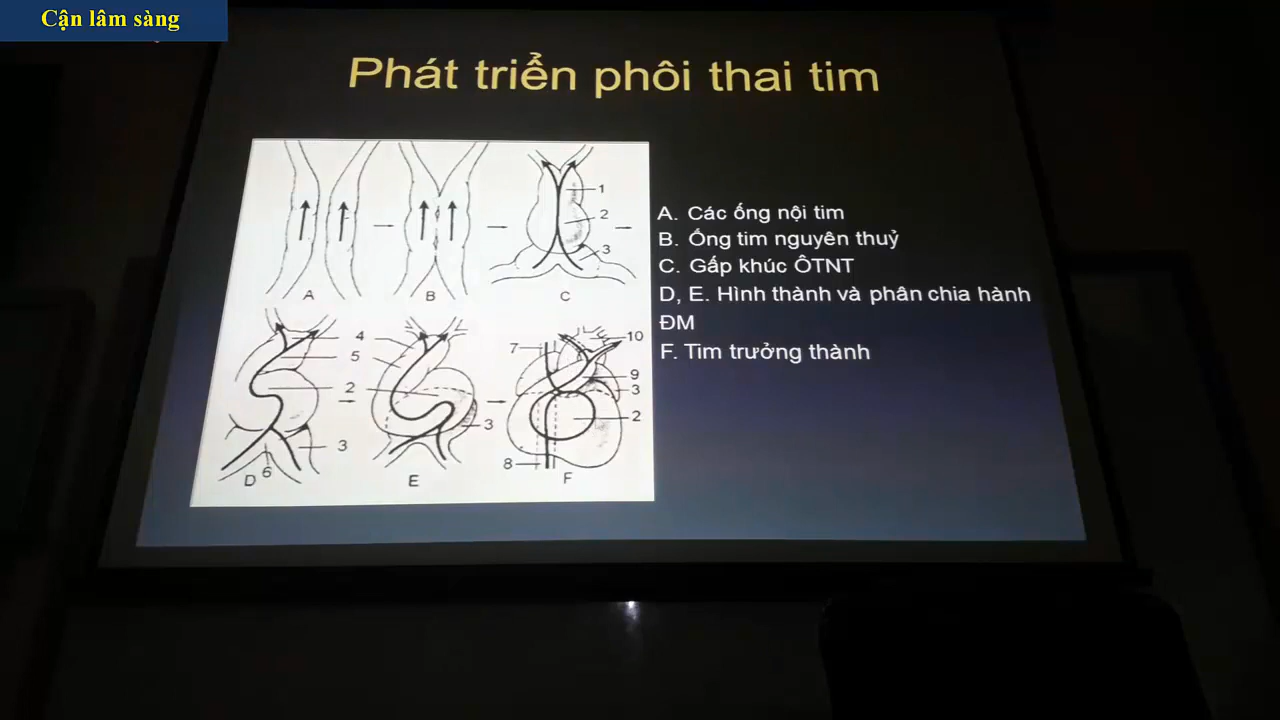 Cận lâm sàng
Phát triển phôi thai tim
A. Các ống nội tim
B. Ống tim nguyên thuỷ
C. Gấp khúc ÔTNT
D, E. Hình thành và phân chia hành
ĐM
F. Tim trưởng thành
1
2
3
A
B
C
4
5
2
3
6
D
E
3
7
10
9
3
2
8
F